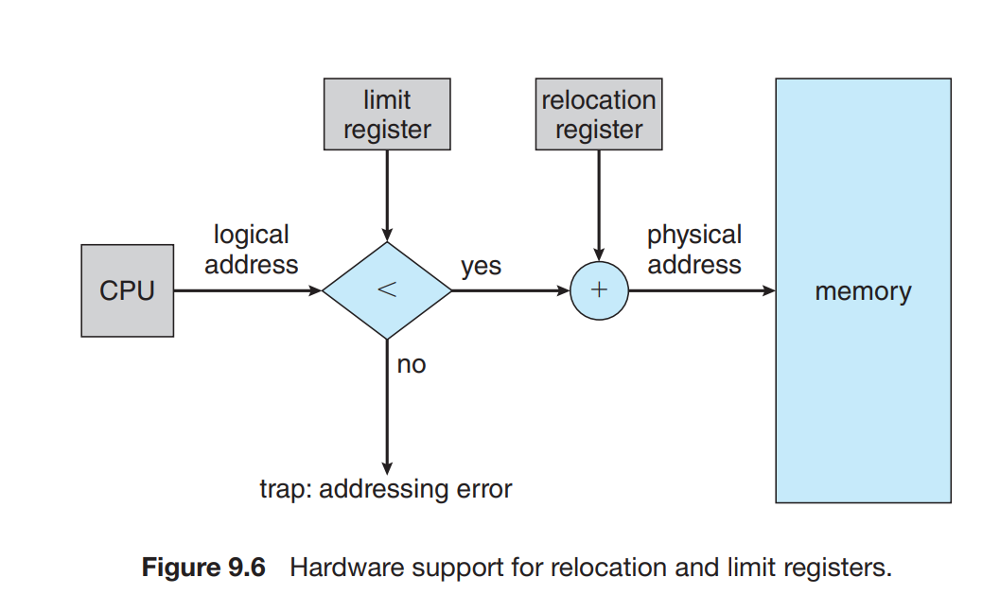 limit
register
relocation
register
logical
address
physical
address
CPU
<
yes
+
memory
no
trap: addressing error
Figure 9.6 Hardware support for relocation and limit registers.